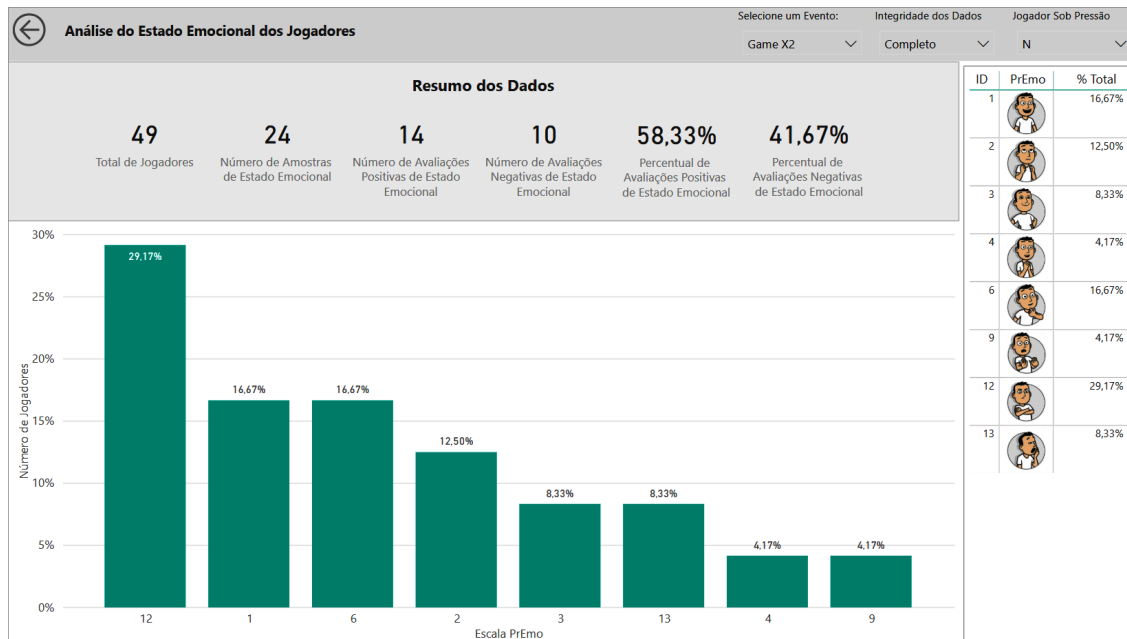 Análise do Estado Emocional dos Jogadores
Selecione um Evento:
Game X2
Integridade dos Dados
Completo
Jogador Sob Pressão
N
Resumo dos Dados
49
Total de Jogadores
24
Número de Amostras
de Estado Emocional
14
Número de Avaliações
Positivas de Estado
Emocional
10
Número de Avaliações
Negativas de Estado
Emocional
58,33%
Percentual de
Avaliações Positivas
de Estado Emocional
41,67%
Percentual de
Avaliações Negativas
de Estado Emocional
Número de Jogadores
30%
25%
20%
15%
10%
5%
0%
29,17%
16,67%
16,67%
12,50%
8,33%
8,33%
4,17%
4,17%
12 1 6 2 3 13 4 9
Escala PrEmo
ID PrEmo % Total
1 16,67%
2 12,50%
3 8,33%
4 4,17%
6 16,67%
9 4,17%
12 29,17%
13 8,33%